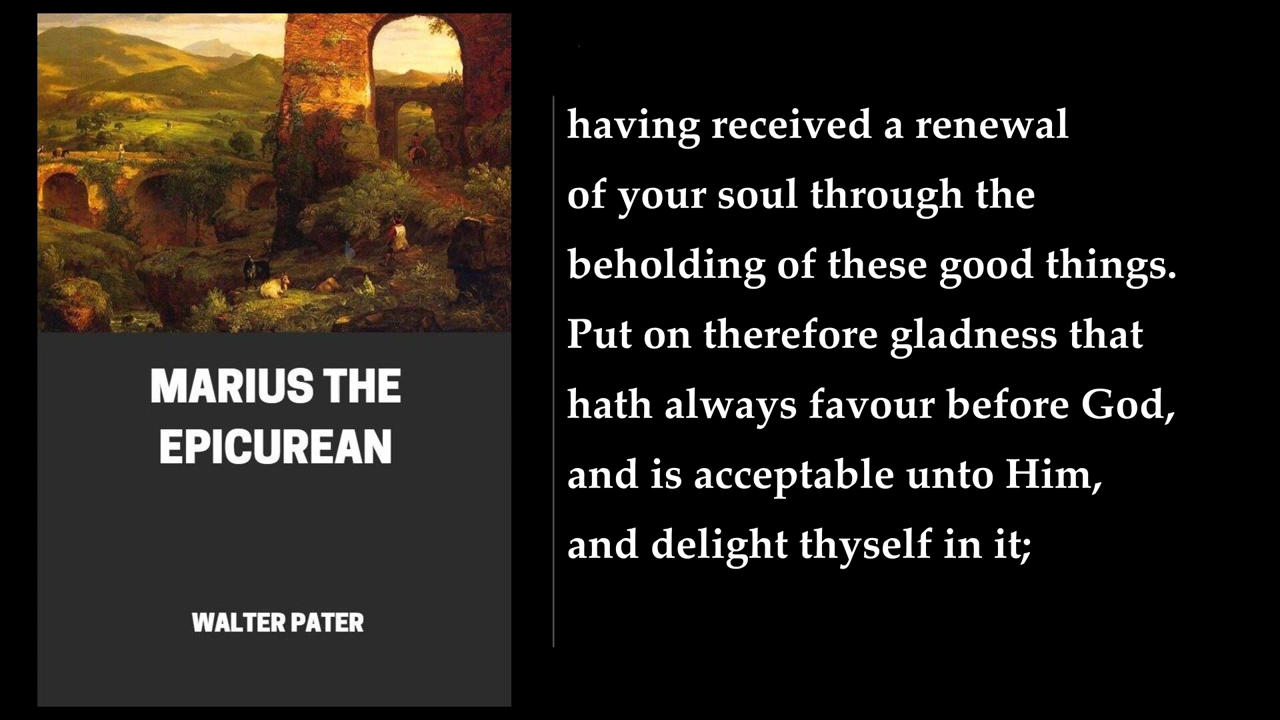 MARIUS THE
EPICUREAN
WALTER PATER
having received a renewal
of your soul through the
beholding of these good things.
Put on therefore gladness that
hath always favour before God,
and is acceptable unto Him,
and delight thyself in it;